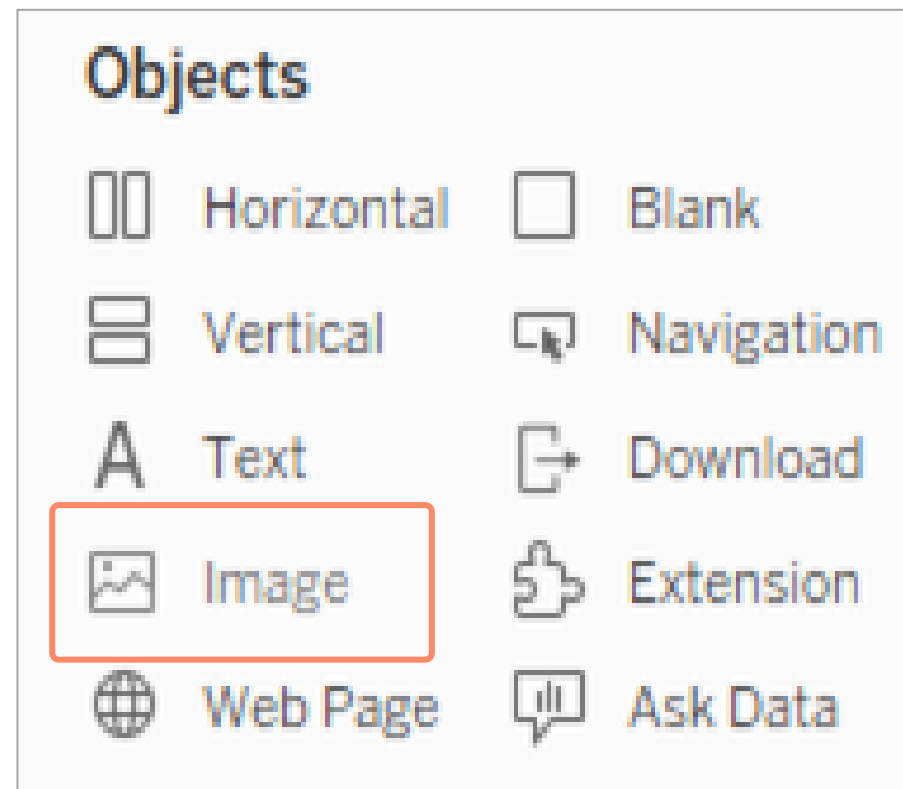 Objects
Horizontal Blank
Vertical Navigation
Text Download
Image Extension
Web Page Ask Data